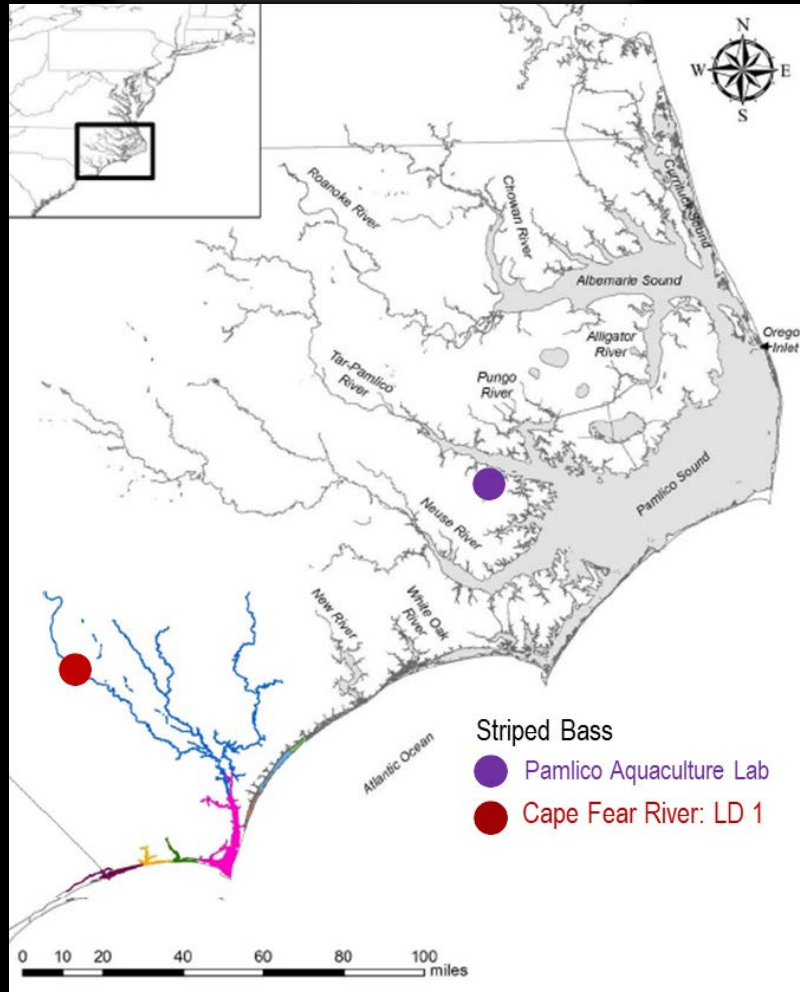 N
W
E
S
Roanoke River
Chowan River
Currituck Sound
Albemarle Sound
Orego
Inlet
Alligator
River
Tar-Pamlico
River
Pungo
River
Pamlico Sound
Neuse River
White Oak
River
New River
Atlantic Ocean
Striped Bass
Pamlico Aquaculture Lab
Cape Fear River: LD 1
0 10 20 40 60 80 100
miles